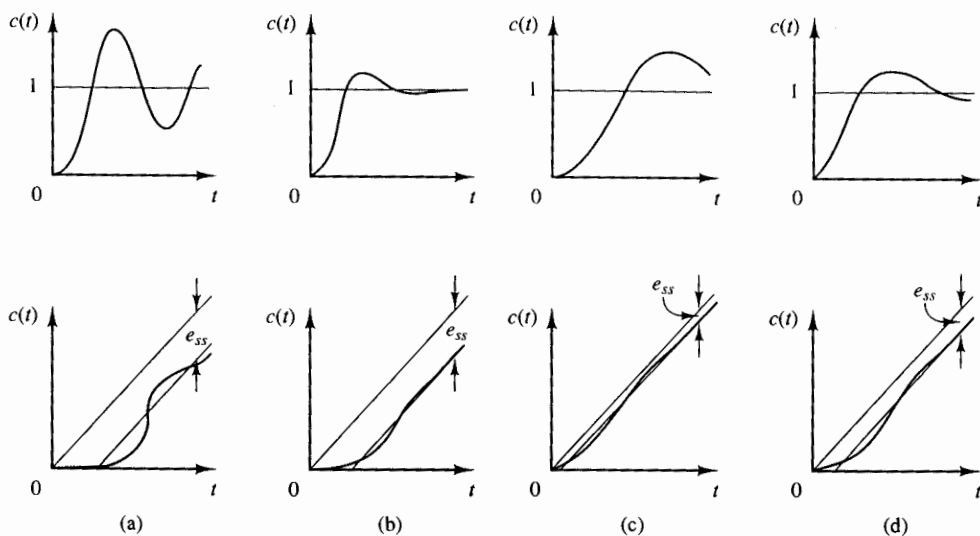 c(t) c(t) c(t) c(t)
1 1 1 1
0 t 0 t 0 t 0 t
c(t) e_ss c(t) e_ss c(t) e_ss c(t) e_ss
0 t 0 t 0 t 0 t
(a) (b) (c) (d)